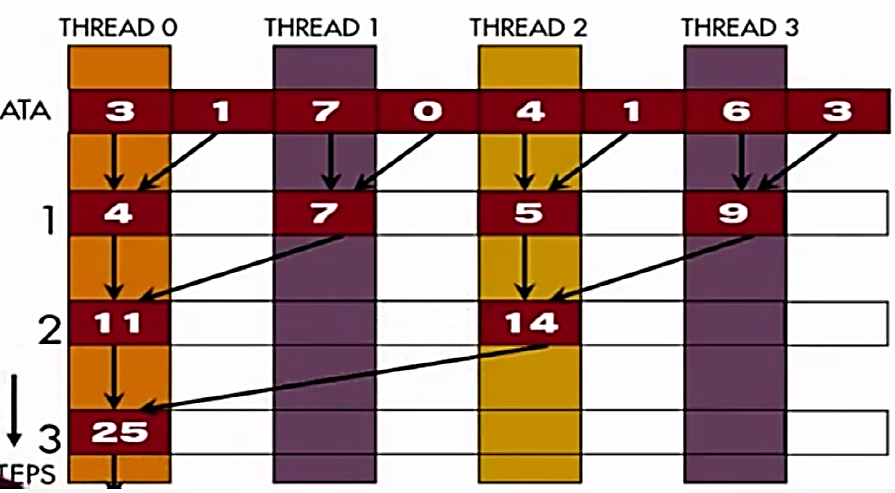 THREAD 0 THREAD 1 THREAD 2 THREAD 3
ATA 3 1 7 0 4 1 6 3
1 4 7 5 9
2 11 14
3 25
TEPS